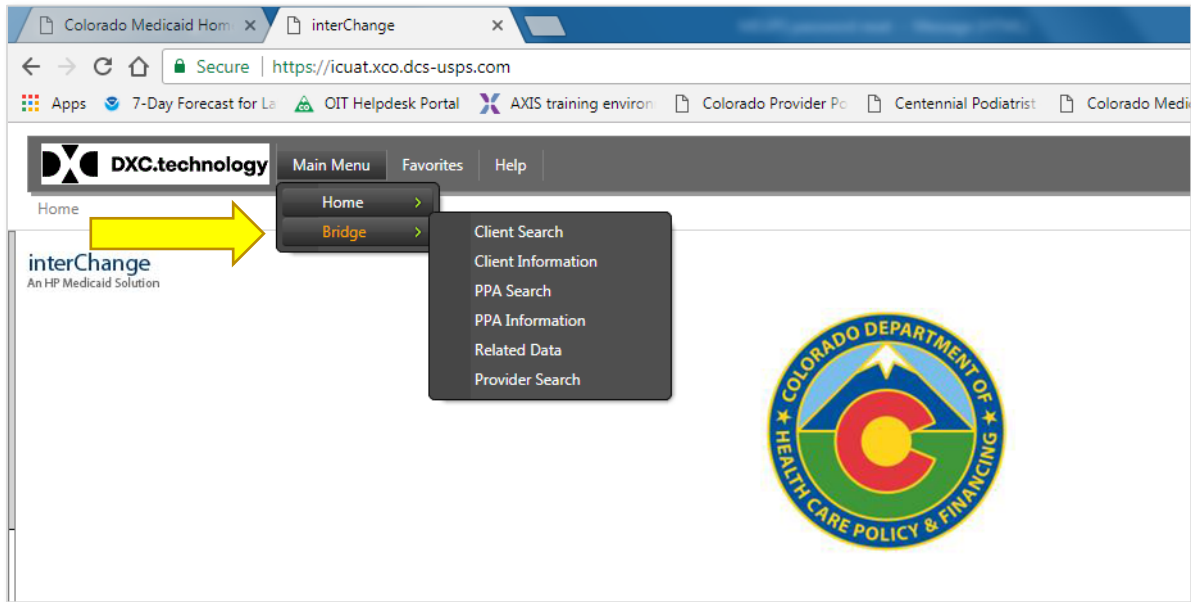 Colorado Medicaid Hom
interChange
Secure | https://icuat.xco.dcs-usps.com
Apps 7-Day Forecast for La OIT Helpdesk Portal AXIS training environ Colorado Provider Po Centennial Podiatrist Colorado Medi
DXC.technology Main Menu Favorites Help
Home
Home
Bridge
Client Search
Client Information
PPA Search
PPA Information
Related Data
Provider Search
interChange
An HP Medicaid Solution
COLORADO DEPARTMENT OF
HEALTH CARE POLICY & FINANCING